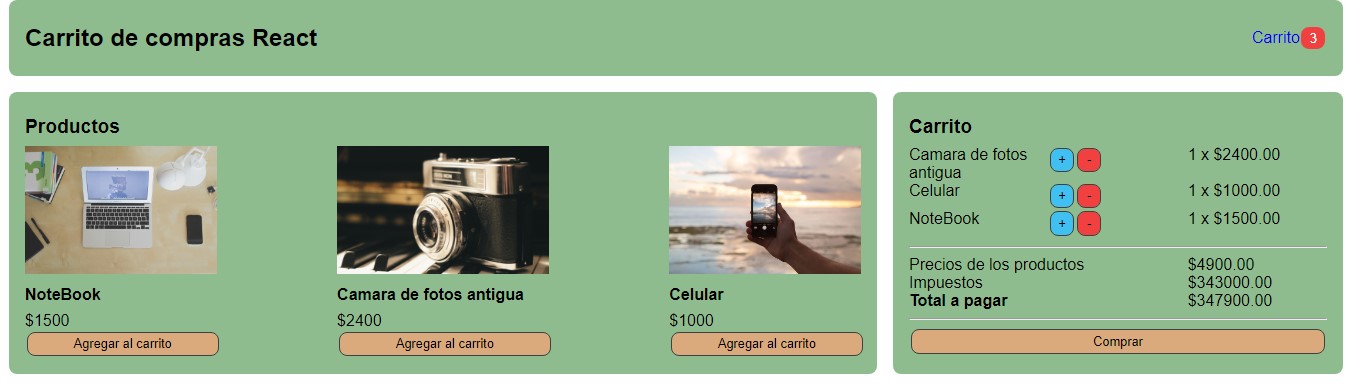 Carrito de compras React
Carrito 3
Productos
NoteBook
$1500
Agregar al carrito
Camara de fotos antigua
$2400
Agregar al carrito
Celular
$1000
Agregar al carrito
Carrito
Camara de fotos
antigua
+ -
1 x $2400.00
Celular
+ -
1 x $1000.00
NoteBook
+ -
1 x $1500.00
Precios de los productos $4900.00
Impuestos $343000.00
Total a pagar $347900.00
Comprar